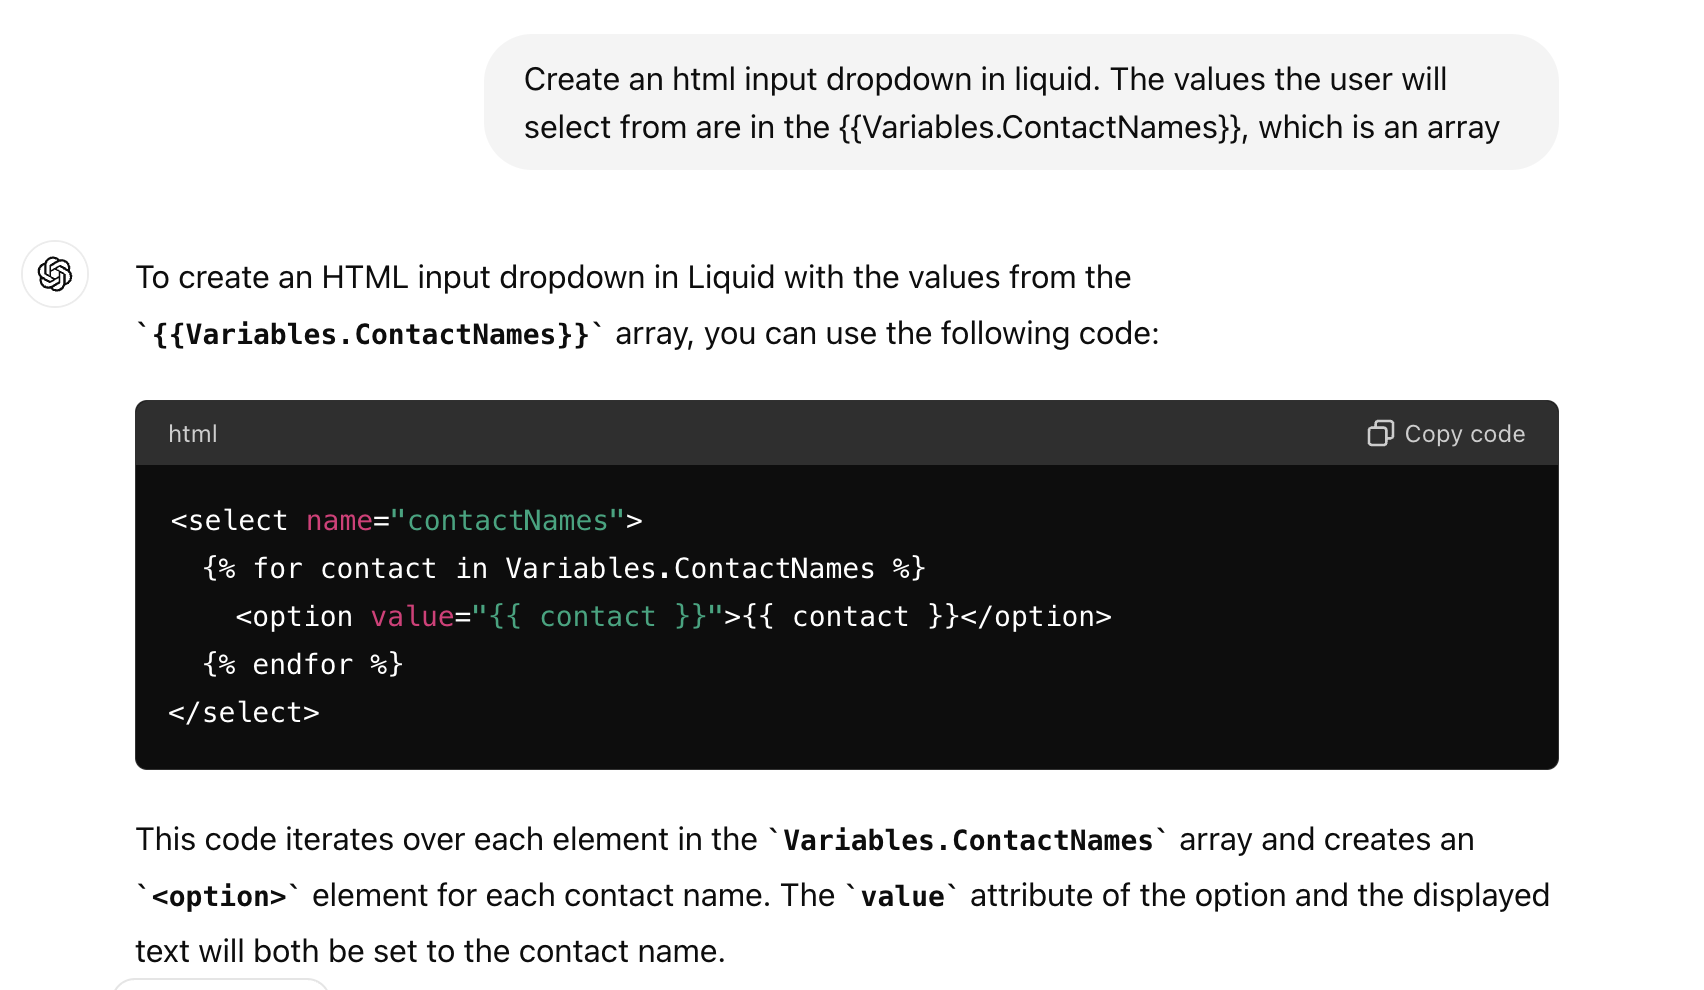 Create an html input dropdown in liquid. The values the user will
select from are in the {{Variables.ContactNames}}, which is an array
To create an HTML input dropdown in Liquid with the values from the
`{{Variables.ContactNames}}` array, you can use the following code:
html
Copy code
<select name="contactNames">
  {% for contact in Variables.ContactNames %}
    <option value="{{ contact }}">{{ contact }}</option>
  {% endfor %}
</select>
This code iterates over each element in the `Variables.ContactNames` array and creates an
`<option>` element for each contact name. The `value` attribute of the option and the displayed
text will both be set to the contact name.